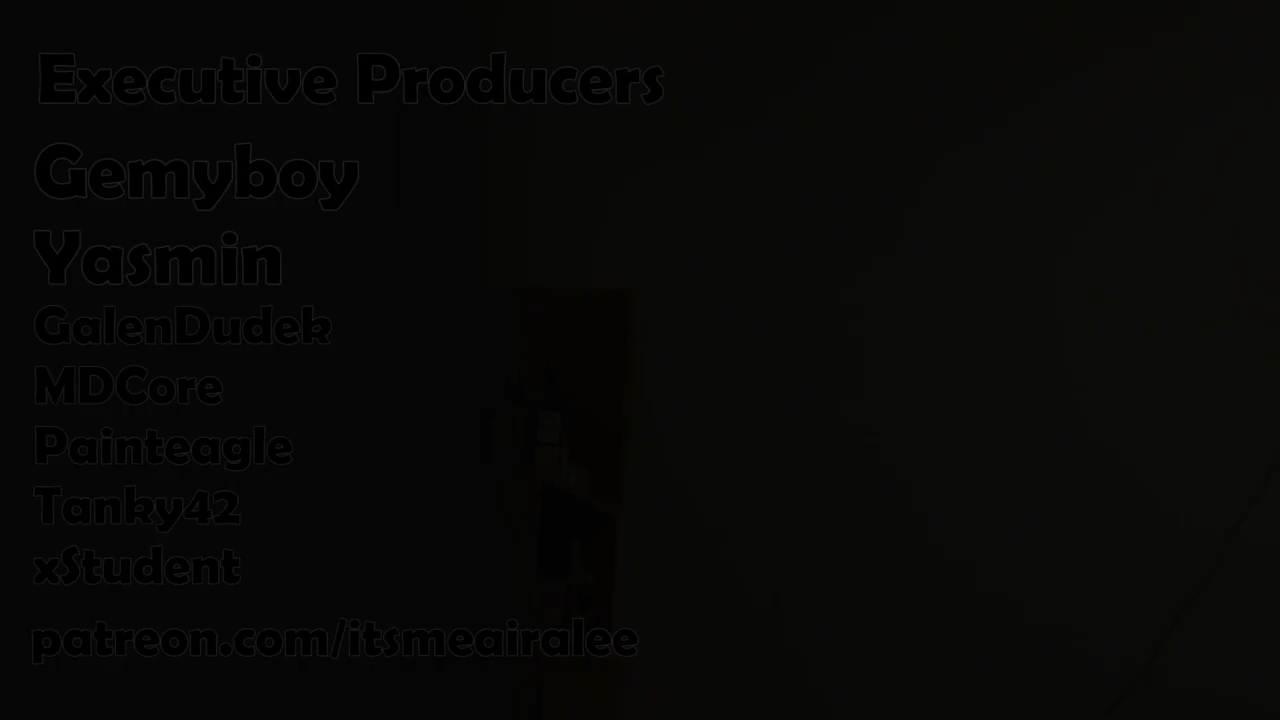 Executive Producers
Gemyboy
Yasmin
GalenDudek
MDCore
Painteagle
Tanky42
xStudent
patreon.com/itsmeairalee